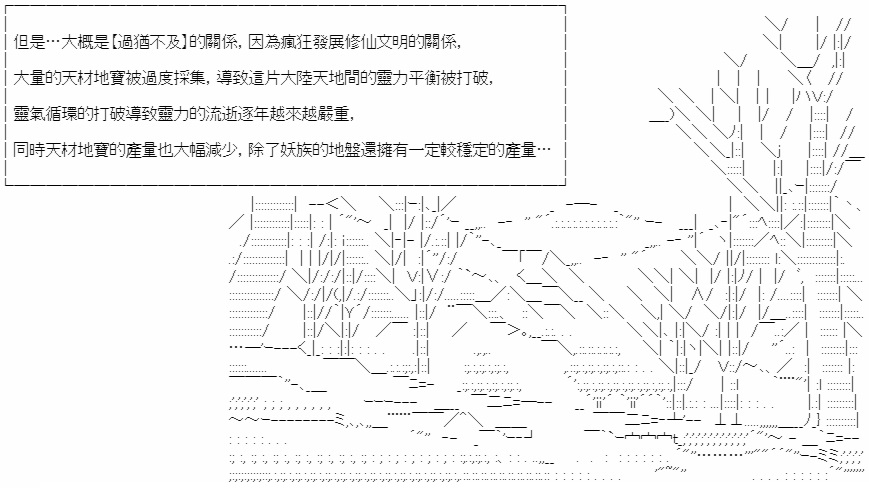 但是…大概是【過猶不及】的關係，因為瘋狂發展修仙文明的關係，
大量的天材地寶被過度採集，導致這片大陸天地間的靈力平衡被打破，
靈氣循環的打破導致靈力的流逝逐年越來越嚴重，
同時天材地寶的產量也大幅減少，除了妖族的地盤還擁有一定較穩定的產量…